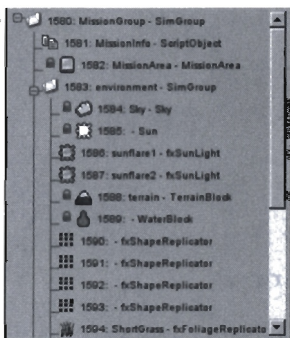 1580: MissionGroup - SimGroup
1581: MissionInfo - ScriptObject
1582: MissionArea - MissionArea
1583: environment - SimGroup
1584: Sky - Sky
1585: - Sun
1586: sunflare1 - fxSunLight
1587: sunflare2 - fxSunLight
1588: terrain - TerrainBlock
1589: - WaterBlock
1590: - fxShapeReplicator
1591: - fxShapeReplicator
1592: - fxShapeReplicator
1593: - fxShapeReplicator
1594: ShortGrass - fxFoliageReplicato